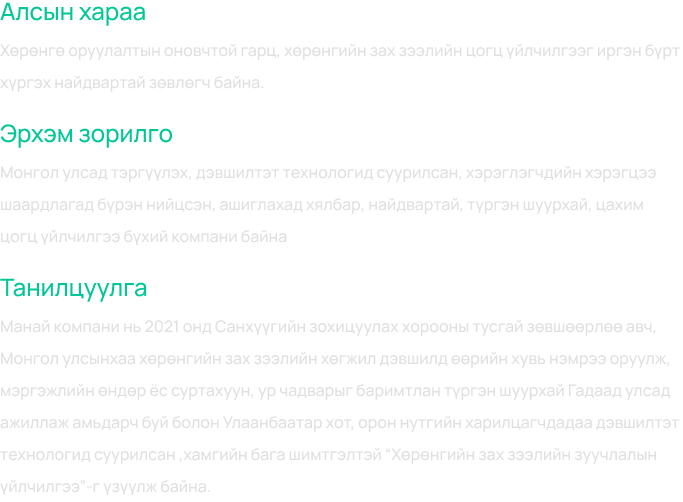 Алсын хараа
Хөрөнгө оруулалтын оновчтой гарц, хөрөнгийн зах зээлийн цогц үйлчилгээг иргэн бүрт
хүргэх найдвартай зөвлөгч байна.
Эрхэм зорилго
Монгол улсад тэргүүлэх, дэвшилтэт технологид суурилсан, хэрэглэгчдийн хэрэгцээ
шаардлагад бүрэн нийцсэн, ашиглахад хялбар, найдвартай, түргэн шуурхай, цахим
цогц үйлчилгээ бүхий компани байна
Танилцуулга
Манай компани нь 2021 онд Санхүүгийн зохицуулах хорооны тусгай зөвшөөрлөө авч,
Монгол улсынхаа хөрөнгийн зах зээлийн хөгжил дэвшилд өөрийн хувь нэмрээ оруулж,
мэргэжлийн өндөр ёс суртахуун, ур чадварыг баримтлан түргэн шуурхай Гадаад улсад
ажиллаж амьдарч буй болон Улаанбаатар хот, орон нутгийн харилцагчдадаа дэвшилтэт
технологид суурилсан ,хамгийн бага шимтгэлтэй “Хөрөнгийн зах зээлийн зуучлалын
үйлчилгээ”-г үзүүлж байна.